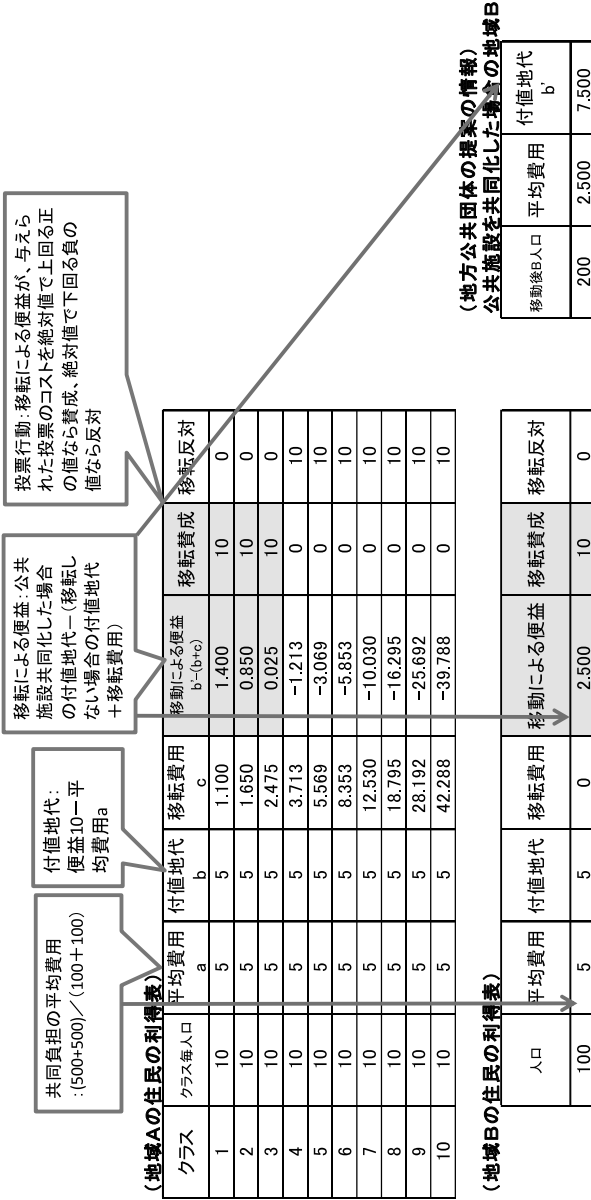 共同負担の平均費用
:(500+500)/(100+100)
付値地代:
便益10－平
均費用a
移転による便益:公共
施設共同化した場合
の付値地代－(移転し
ない場合の付値地代
＋移転費用)
投票行動:移転による便益が、与えら
れた投票のコストを絶対値で上回る正
の値なら賛成、絶対値で下回る負の
値なら反対
(地域Aの住民の利得表)
クラス クラス毎人口 平均費用 a 付値地代 b 移転費用 c 移動による便益 b'−(b+c) 移転賛成 移転反対
1 10 5 5 1.100 1.400 10 0
2 10 5 5 1.650 0.850 10 0
3 10 5 5 2.475 0.025 10 0
4 10 5 5 3.713 −1.213 0 10
5 10 5 5 5.569 −3.069 0 10
6 10 5 5 8.353 −5.853 0 10
7 10 5 5 12.530 −10.030 0 10
8 10 5 5 18.795 −16.295 0 10
9 10 5 5 28.192 −25.692 0 10
10 10 5 5 42.288 −39.788 0 10
(地域Bの住民の利得表)
人口 平均費用 付値地代 移転費用 移動による便益 移転賛成 移転反対
100 5 5 0 2.500 10 0
(地方公共団体の提案の情報)
公共施設を共同化した場合の地域B
移動後B人口 平均費用 付値地代 b'
200 2.500 7.500